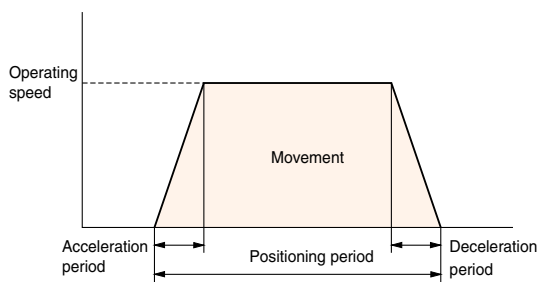 Operating
speed
Movement
Acceleration
period
Positioning period
Deceleration
period